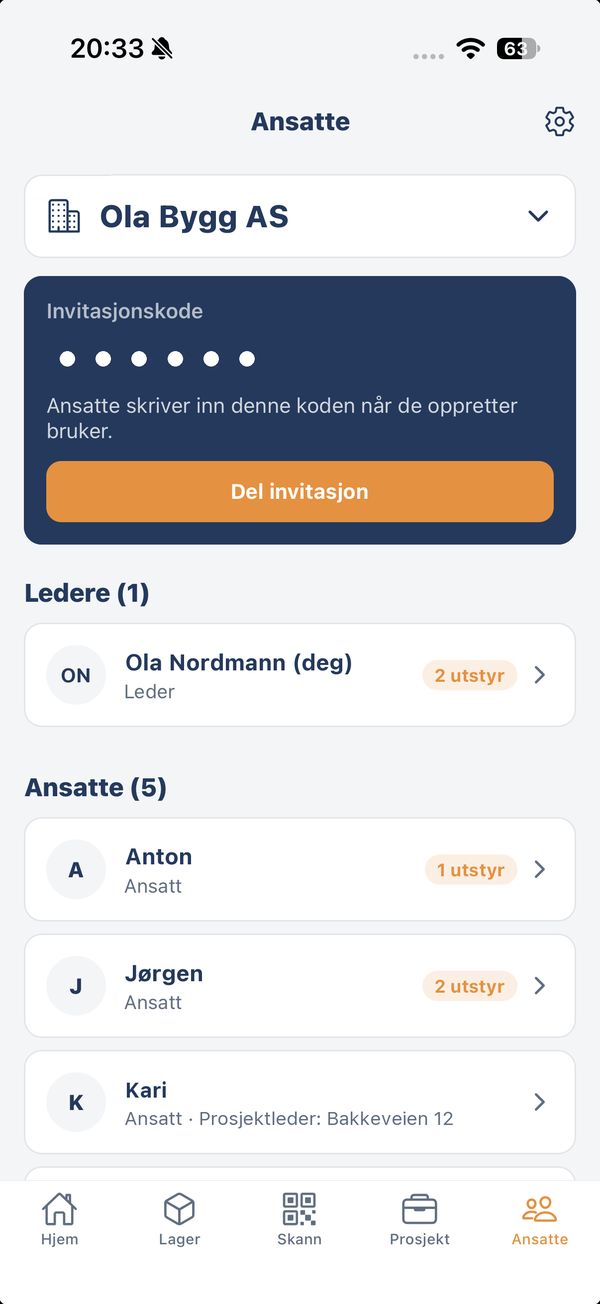 20:33
63
Ansatte
Ola Bygg AS
Invitasjonskode
Ansatte skriver inn denne koden når de oppretter
bruker.
Del invitasjon
Ledere (1)
ON
Ola Nordmann (deg)
Leder
2 utstyr
Ansatte (5)
A
Anton
Ansatt
1 utstyr
J
Jørgen
Ansatt
2 utstyr
K
Kari
Ansatt · Prosjektleder: Bakkeveien 12
Hjem
Lager
Skann
Prosjekt
Ansatte